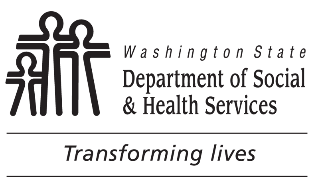 Washington State
Department of Social
& Health Services
Transforming lives